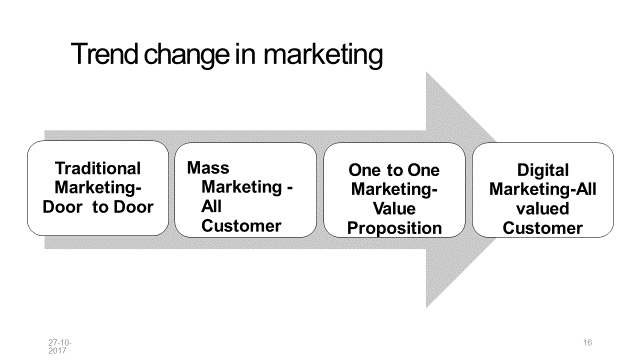 Trend change in marketing
Traditional
Marketing-
Door to Door
Mass
Marketing -
All
Customer
One to One
Marketing-
Value
Proposition
Digital
Marketing-All
valued
Customer
27-10-
2017
16